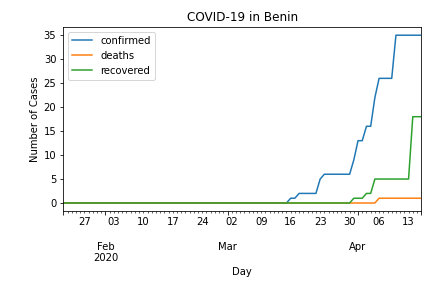 COVID-19 in Benin
confirmed
deaths
recovered
Number of Cases
35
30
25
20
15
10
5
0
27 03 10 17 24 02 09 16 23 30 06 13
Feb Mar Apr
2020
Day